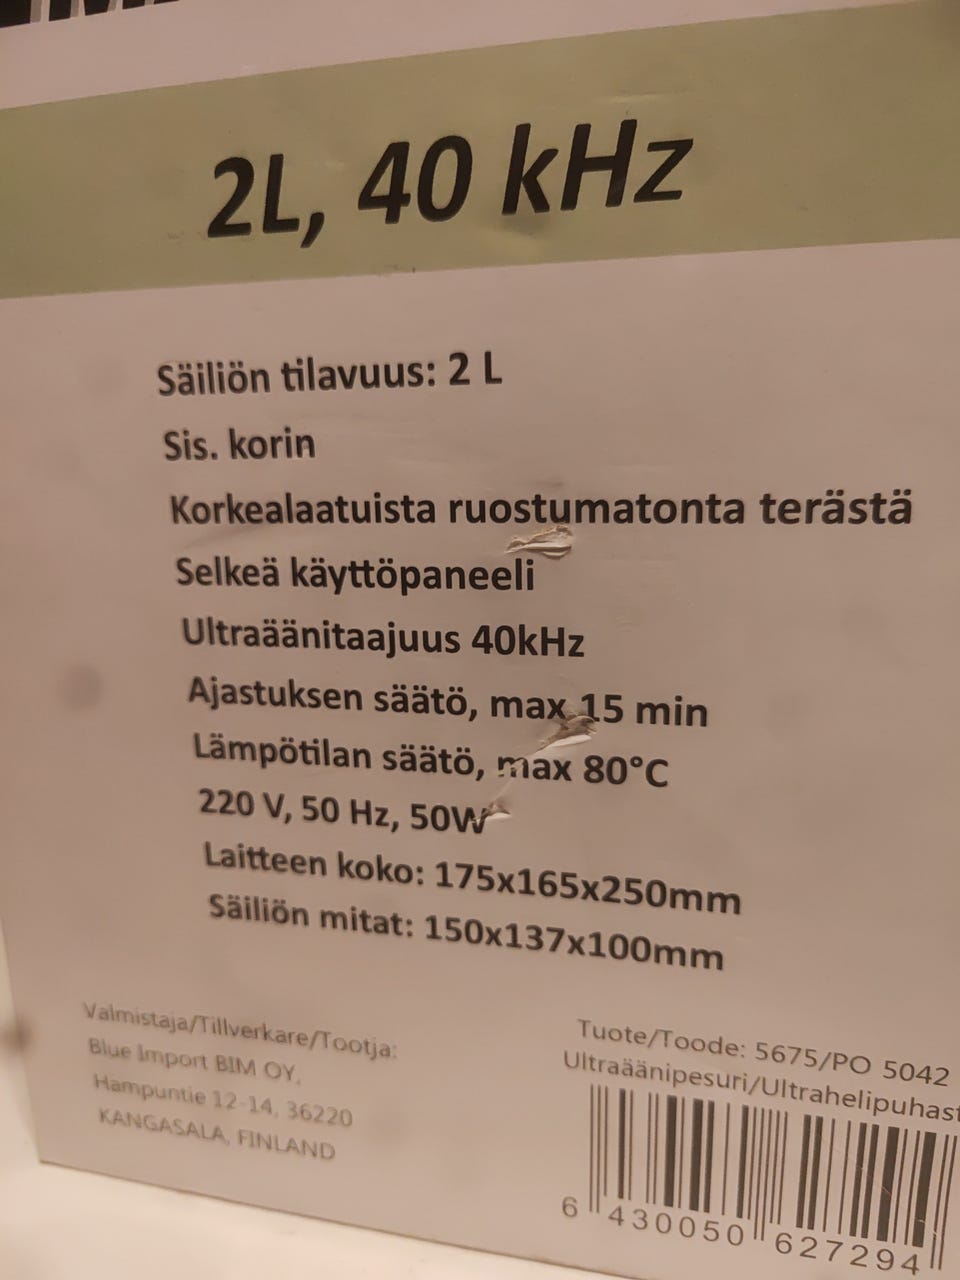 2L, 40 kHz
Säiliön tilavuus: 2 L
Sis. korin
Korkealaatuista ruostumatonta terästä
Selkeä käyttöpaneeli
Ultraäänitaajuus 40kHz
Ajastuksen säätö, max 15 min
Lämpötilan säätö, max 80°C
220 V, 50 Hz, 50W
Laitteen koko: 175x165x250mm
Säiliön mitat: 150x137x100mm
Valmistaja/Tillverkare/Tootja:
Blue Import BIM OY,
Hampuntie 12-14, 36220
KANGASALA, FINLAND
Tuote/Toode: 5675/PO 5042
Ultraäänipesuri/Ultrahelipuhast
6 430050 627294